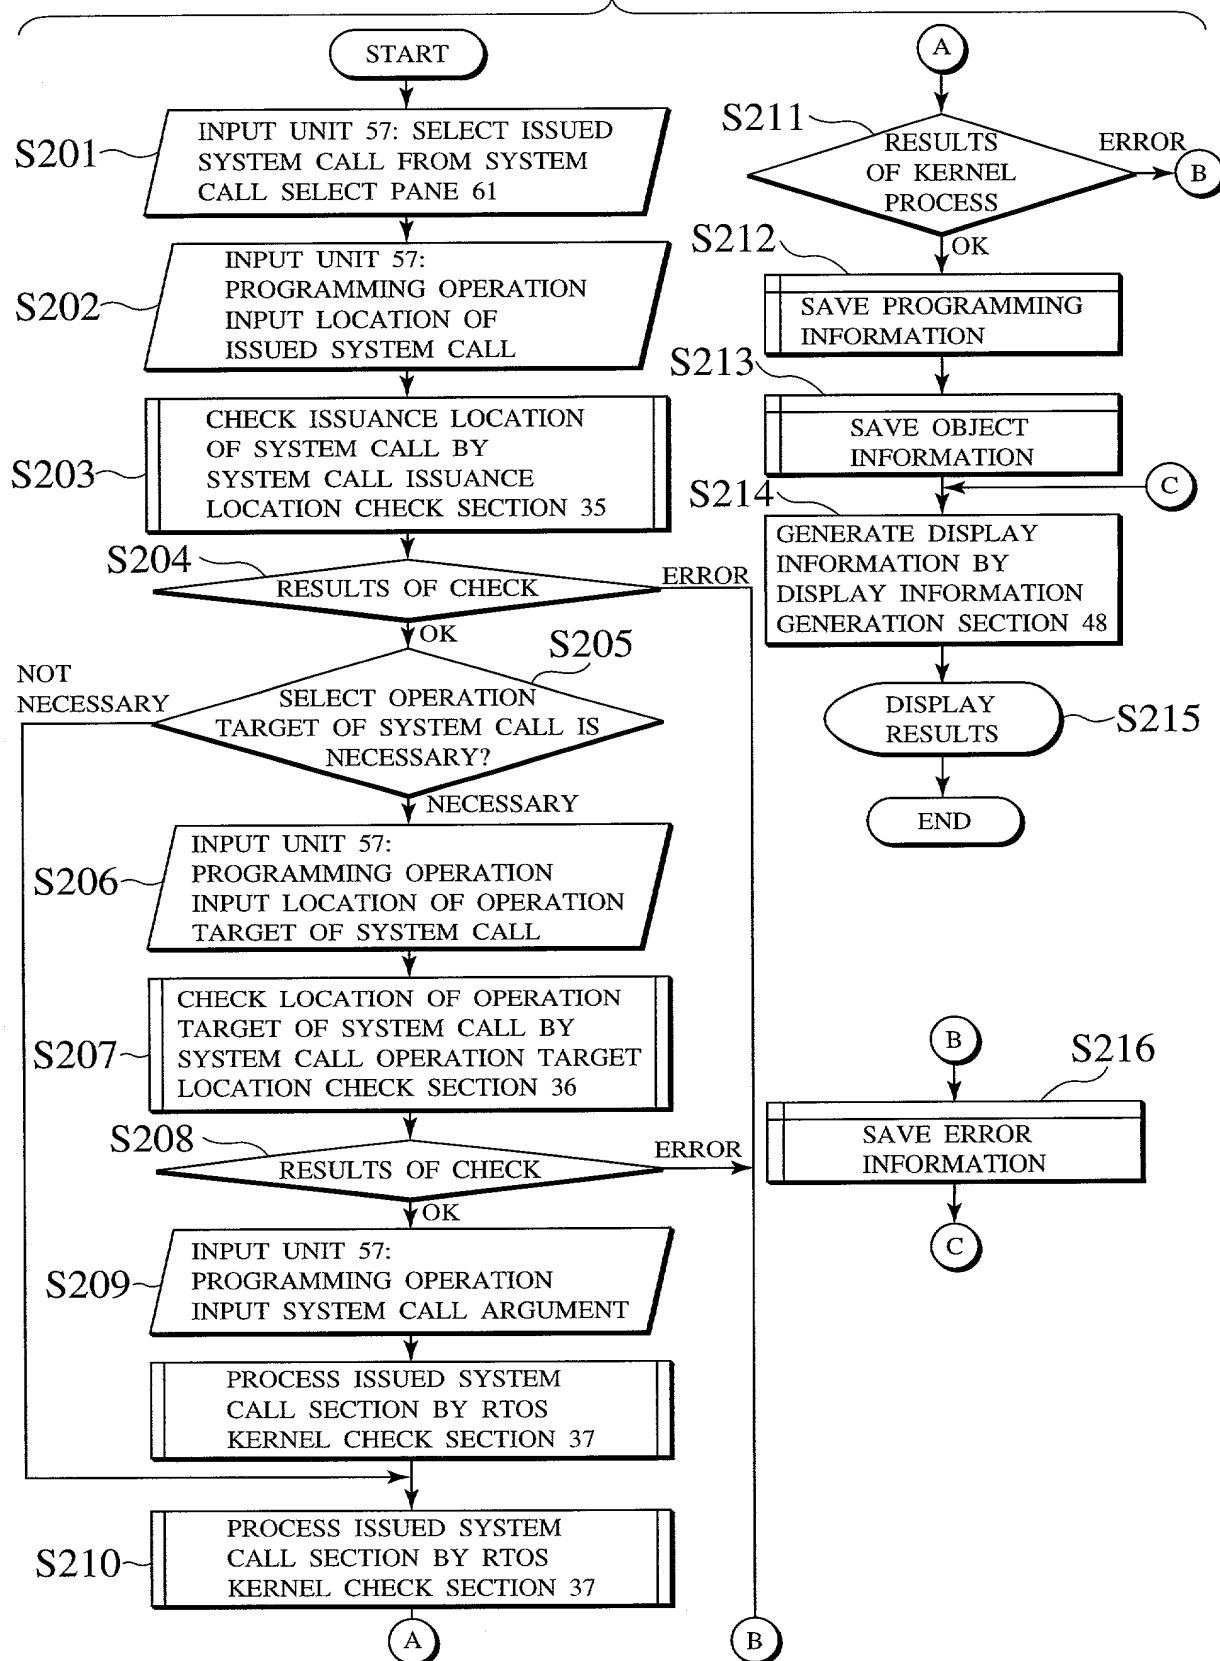 START
S201
INPUT UNIT 57: SELECT ISSUED
SYSTEM CALL FROM SYSTEM
CALL SELECT PANE 61
S202
INPUT UNIT 57:
PROGRAMMING OPERATION
INPUT LOCATION OF
ISSUED SYSTEM CALL
S203
CHECK ISSUANCE LOCATION
OF SYSTEM CALL BY
SYSTEM CALL ISSUANCE
LOCATION CHECK SECTION 35
S204
RESULTS OF CHECK
ERROR
OK
S205
NOT
NECESSARY
SELECT OPERATION
TARGET OF SYSTEM CALL IS
NECESSARY?
NECESSARY
S206
INPUT UNIT 57:
PROGRAMMING OPERATION
INPUT LOCATION OF OPERATION
TARGET OF SYSTEM CALL
S207
CHECK LOCATION OF OPERATION
TARGET OF SYSTEM CALL BY
SYSTEM CALL OPERATION TARGET
LOCATION CHECK SECTION 36
S208
RESULTS OF CHECK
ERROR
OK
S209
INPUT UNIT 57:
PROGRAMMING OPERATION
INPUT SYSTEM CALL ARGUMENT
PROCESS ISSUED SYSTEM
CALL SECTION BY RTOS
KERNEL CHECK SECTION 37
S210
PROCESS ISSUED SYSTEM
CALL SECTION BY RTOS
KERNEL CHECK SECTION 37
A
B
A
S211
RESULTS
OF KERNEL
PROCESS
ERROR
B
OK
S212
SAVE PROGRAMMING
INFORMATION
S213
SAVE OBJECT
INFORMATION
C
S214
GENERATE DISPLAY
INFORMATION BY
DISPLAY INFORMATION
GENERATION SECTION 48
DISPLAY
RESULTS
S215
END
B
S216
SAVE ERROR
INFORMATION
C